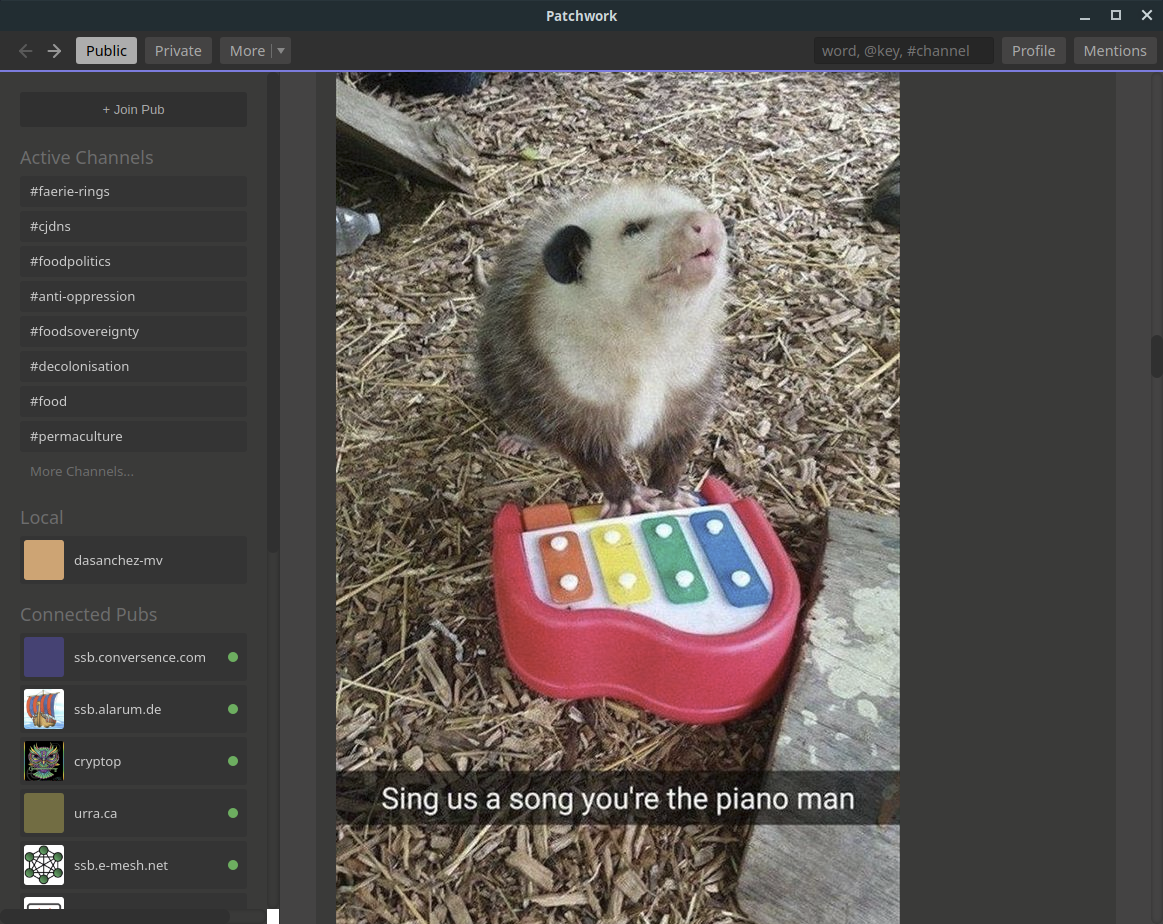 Patchwork
Public
Private
More
word, @key, #channel
Profile
Mentions
+ Join Pub
Active Channels
#faerie-rings
#cjdns
#foodpolitics
#anti-oppression
#foodsovereignty
#decolonisation
#food
#permaculture
More Channels...
Local
dasanchez-mv
Connected Pubs
ssb.conversence.com
ssb.alarum.de
cryptop
urra.ca
ssb.e-mesh.net
Sing us a song you're the piano man